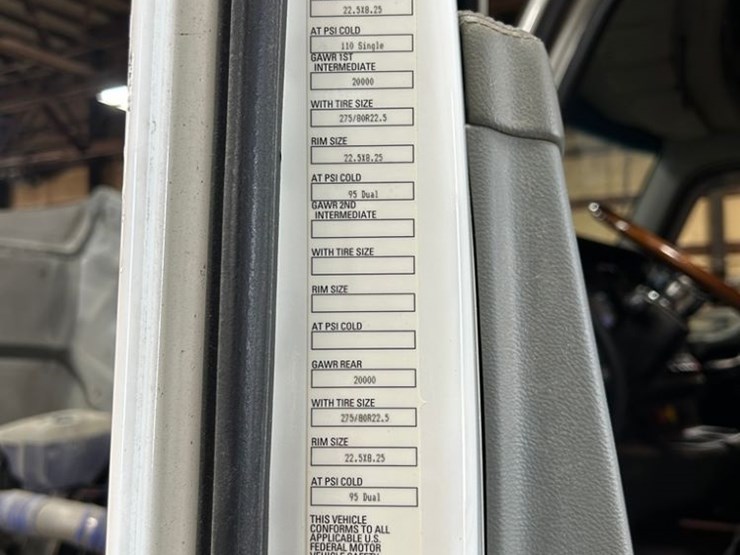 22.5X8.25
AT PSI COLD
110 Single
GAWR 1ST
INTERMEDIATE
20000
WITH TIRE SIZE
275/80R22.5
RIM SIZE
22.5X8.25
AT PSI COLD
95 Dual
GAWR 2ND
INTERMEDIATE
WITH TIRE SIZE
RIM SIZE
AT PSI COLD
GAWR REAR
20000
WITH TIRE SIZE
275/80R22.5
RIM SIZE
22.5X8.25
AT PSI COLD
95 Dual
THIS VEHICLE
CONFORMS TO ALL
APPLICABLE U.S.
FEDERAL MOTOR
VEHICLE SAFETY